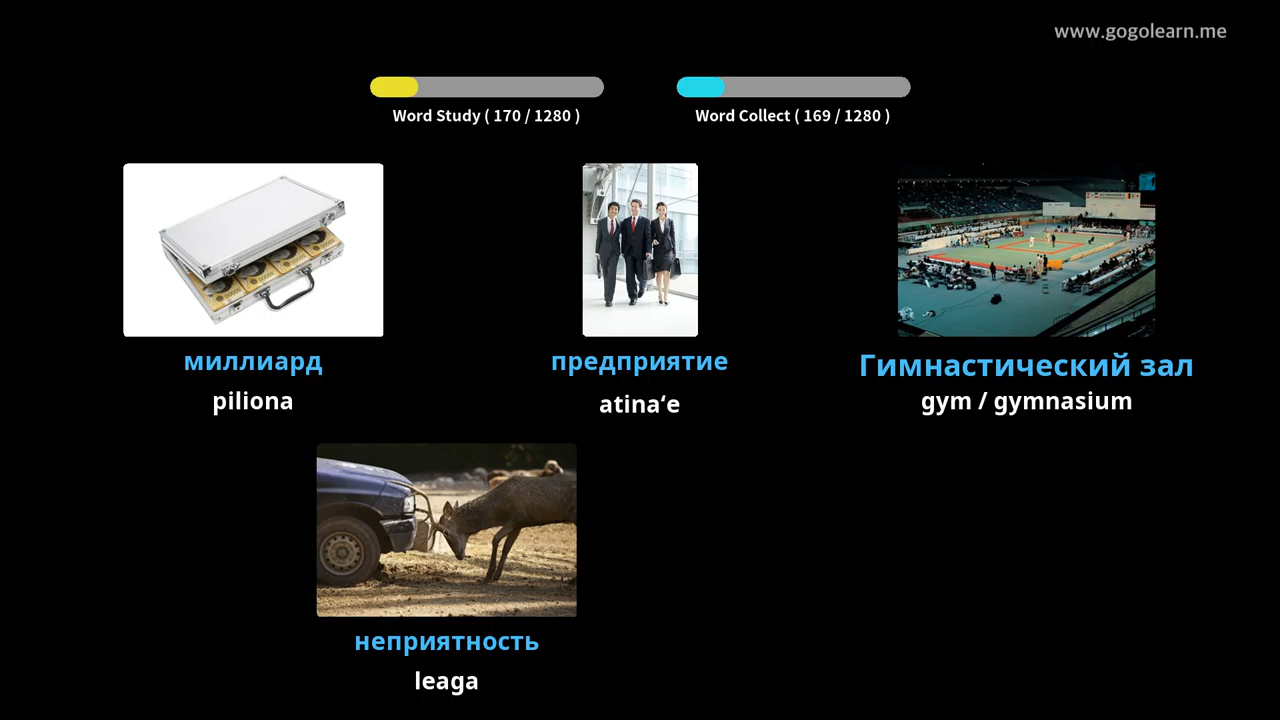 www.gogolearn.me
Word Study ( 170 / 1280 )
Word Collect ( 169 / 1280 )
миллиард
piliona
предприятие
atinaʻe
Гимнастический зал
gym / gymnasium
неприятность
leaga